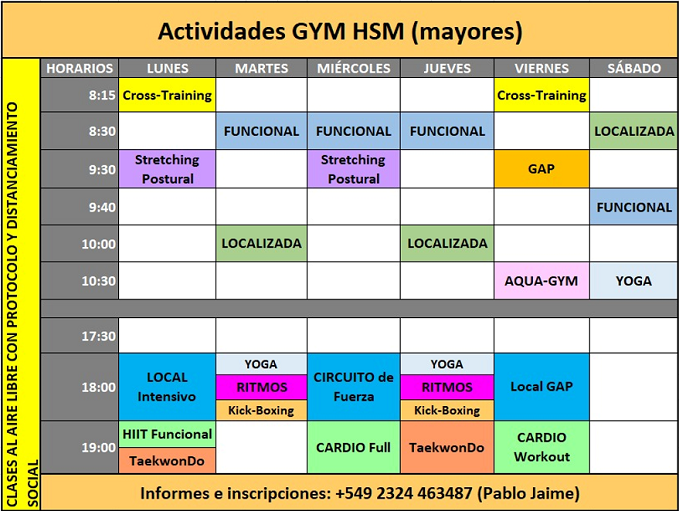 Actividades GYM HSM (mayores)
CLASES AL AIRE LIBRE CON PROTOCOLO Y DISTANCIAMIENTO
SOCIAL
HORARIOS LUNES MARTES MIÉRCOLES JUEVES VIERNES SÁBADO
8:15 Cross-Training Cross-Training
8:30 FUNCIONAL FUNCIONAL FUNCIONAL LOCALIZADA
9:30 Stretching Postural Stretching Postural GAP
9:40 FUNCIONAL
10:00 LOCALIZADA LOCALIZADA
10:30 AQUA-GYM YOGA
17:30
18:00 LOCAL Intensivo YOGA RITMOS Kick-Boxing CIRCUITO de Fuerza YOGA RITMOS Kick-Boxing Local GAP
19:00 HIIT Funcional TaekwonDo CARDIO Full TaekwonDo CARDIO Workout
Informes e inscripciones: +549 2324 463487 (Pablo Jaime)